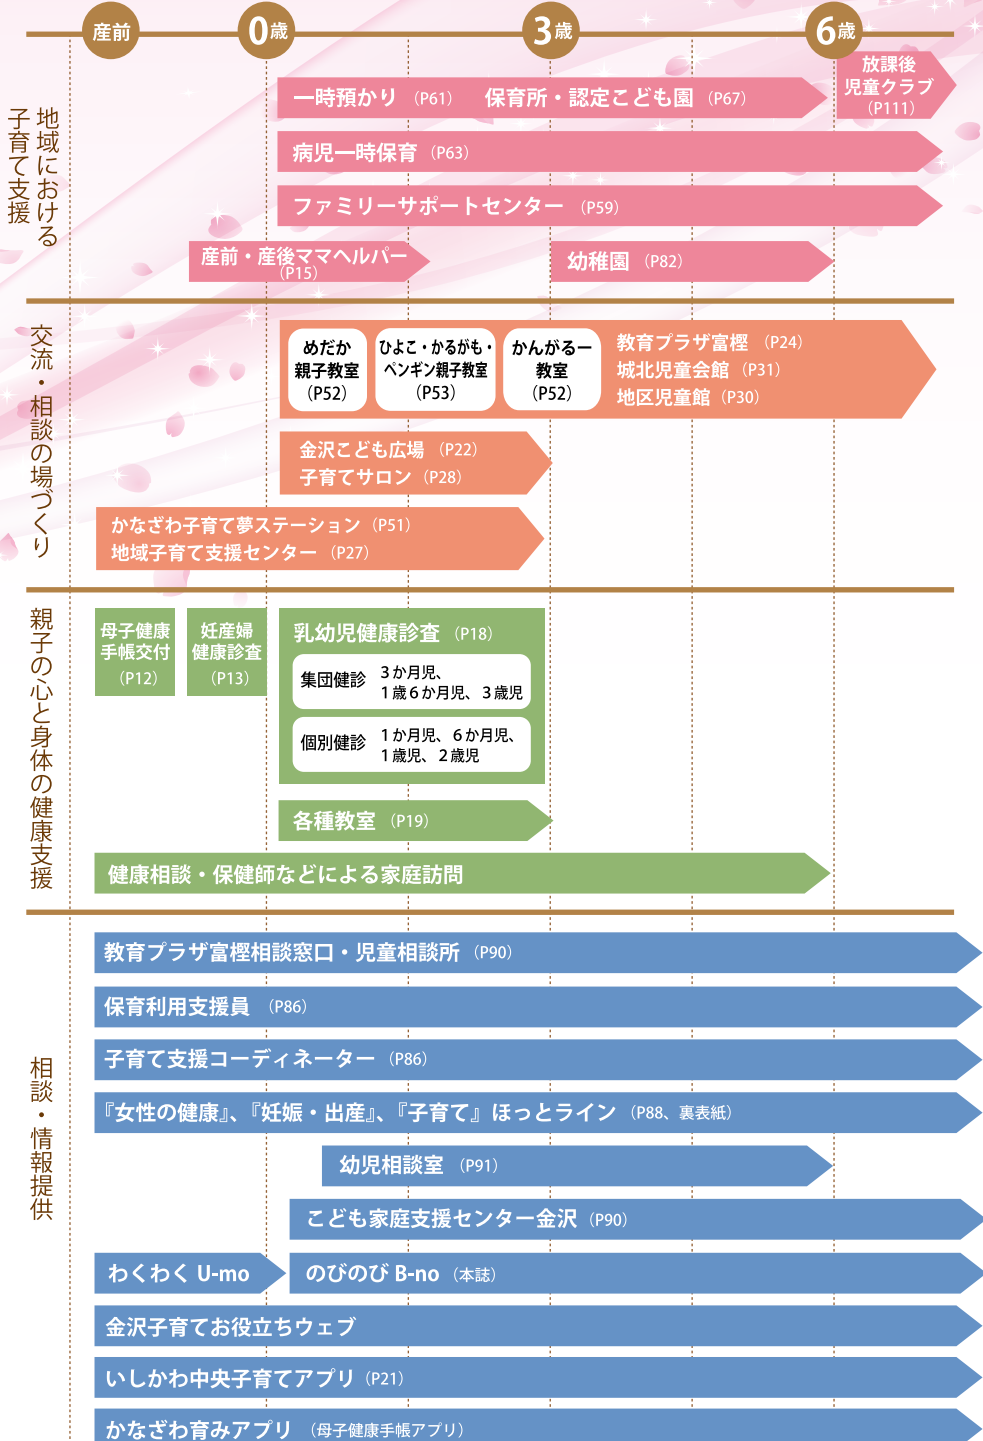 産前
0歳
3歳
6歳
地域における
子育て支援
一時預かり （P61） 保育所・認定こども園 （P67）
放課後
児童クラブ
（P111）
病児一時保育 （P63）
ファミリーサポートセンター （P59）
産前・産後ママヘルパー
（P15）
幼稚園 （P82）
交流・相談の場づくり
めだか
親子教室
（P52）
ひよこ・かるがも・
ペンギン親子教室
（P53）
かんがるー
教室
（P52）
教育プラザ富樫 （P24）
城北児童会館 （P31）
地区児童館 （P30）
金沢こども広場 （P22）
子育てサロン （P28）
かなざわ子育て夢ステーション （P51）
地域子育て支援センター （P27）
親子の心と身体の健康支援
母子健康
手帳交付
（P12）
妊産婦
健康診査
（P13）
乳幼児健康診査 （P18）
集団健診
3か月児、
1歳6か月児、3歳児
個別健診
1か月児、6か月児、
1歳児、2歳児
各種教室 （P19）
健康相談・保健師などによる家庭訪問
相談・情報提供
教育プラザ富樫相談窓口・児童相談所 （P90）
保育利用支援員 （P86）
子育て支援コーディネーター （P86）
『女性の健康』、『妊娠・出産』、『子育て』ほっとライン （P88、裏表紙）
幼児相談室 （P91）
こども家庭支援センター金沢 （P90）
わくわく U-mo
のびのび B-no （本誌）
金沢子育てお役立ちウェブ
いしかわ中央子育てアプリ （P21）
かなざわ育みアプリ （母子健康手帳アプリ）